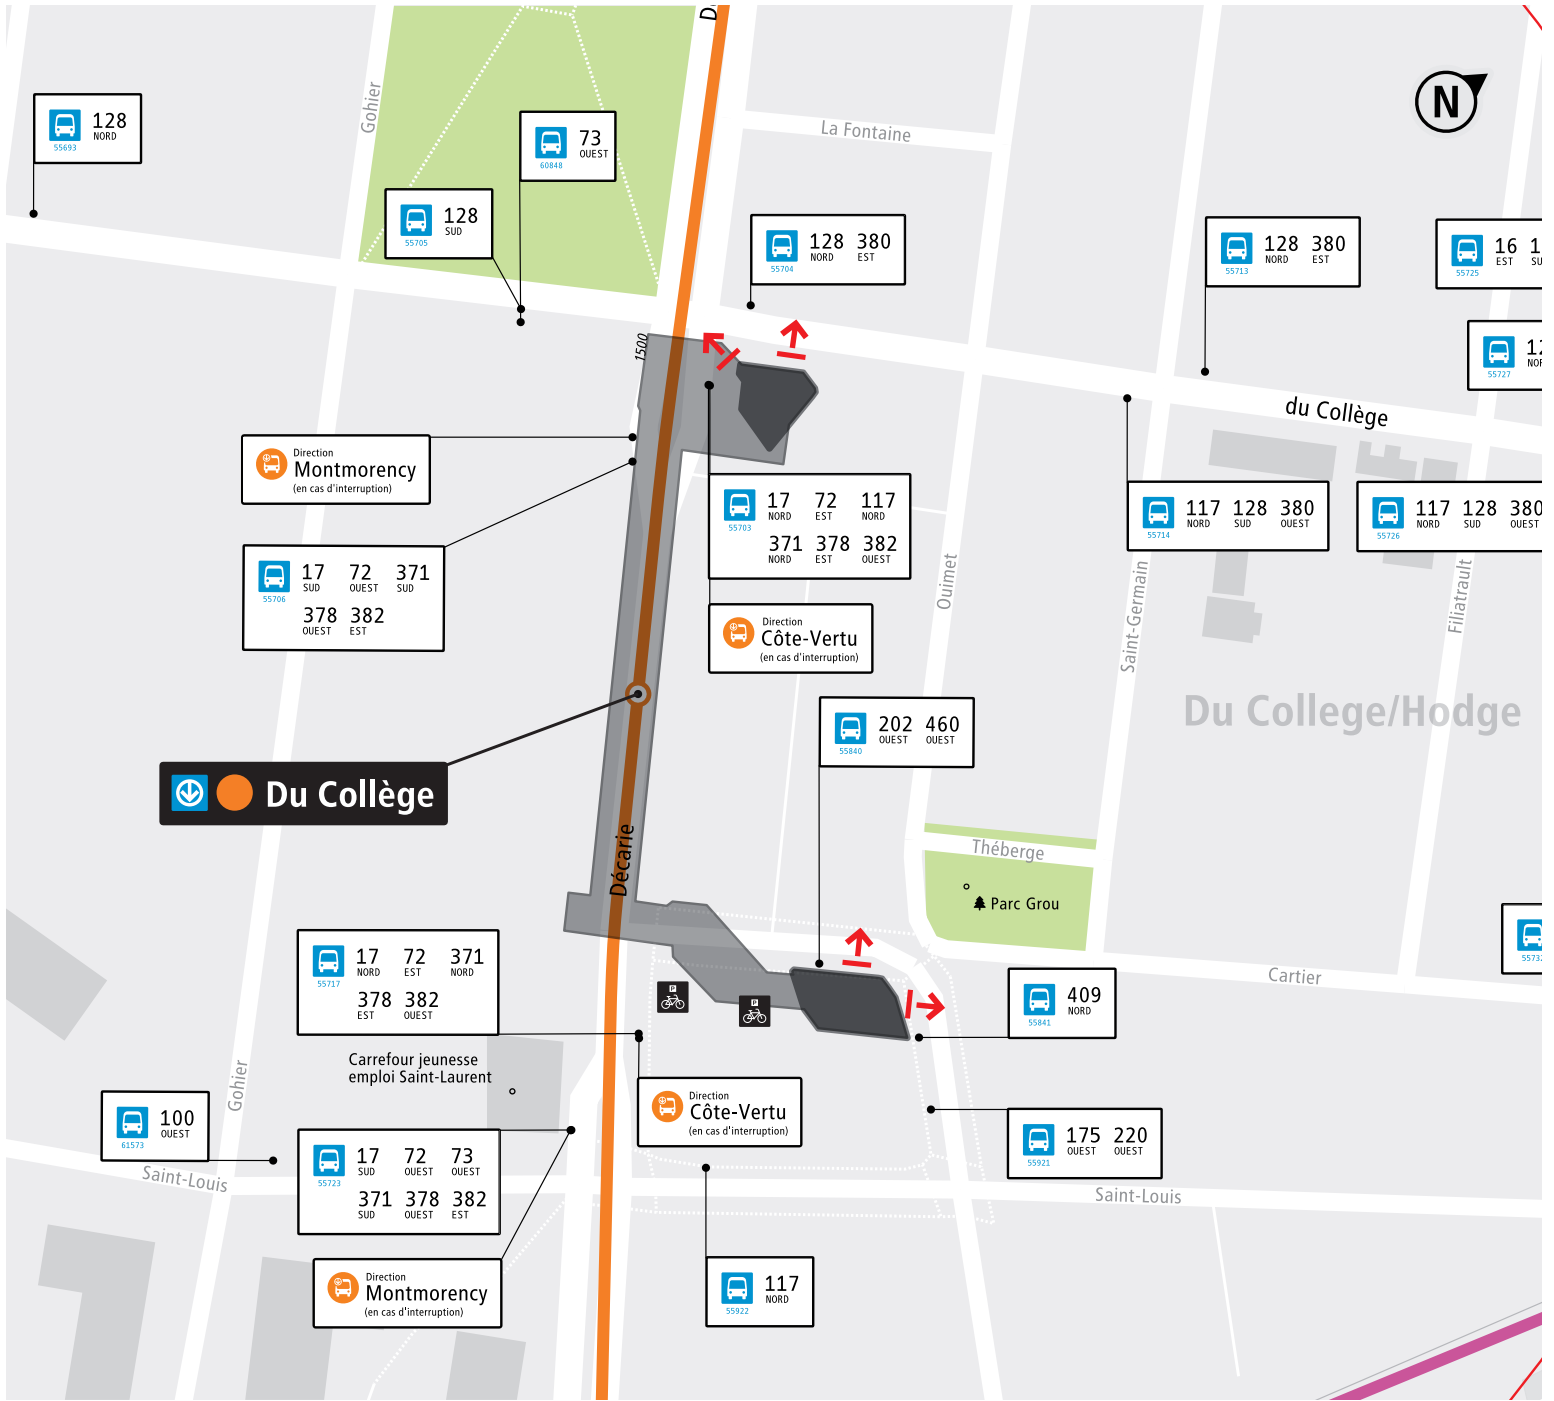 D
N
Gohier
La Fontaine
128
NORD
55693
73
OUEST
60848
128
SUD
55705
128 380
NORD EST
55704
128 380
NORD EST
55713
16
EST
55725
55727
1500
du Collège
Direction
Montmorency
(en cas d'interruption)
17 72 117
NORD EST NORD
55703
371 378 382
NORD EST OUEST
117 128 380
NORD SUD OUEST
55714
117 128 380
NORD SUD OUEST
55726
17 72 371
SUD OUEST SUD
55706
378 382
OUEST EST
Ouimet
Saint-Germain
Filiatrault
Direction
Côte-Vertu
(en cas d'interruption)
Du College/Hodge
202 460
OUEST OUEST
55840
Du Collège
Décarie
Théberge
Parc Grou
17 72 371
NORD EST NORD
55717
378 382
EST OUEST
P
P
409
NORD
55841
Cartier
Carrefour jeunesse
emploi Saint-Laurent
Gohier
Direction
Côte-Vertu
(en cas d'interruption)
100
OUEST
61573
17 72 73
SUD OUEST OUEST
55723
371 378 382
SUD OUEST EST
175 220
OUEST OUEST
55921
Saint-Louis
Saint-Louis
Direction
Montmorency
(en cas d'interruption)
117
NORD
55922